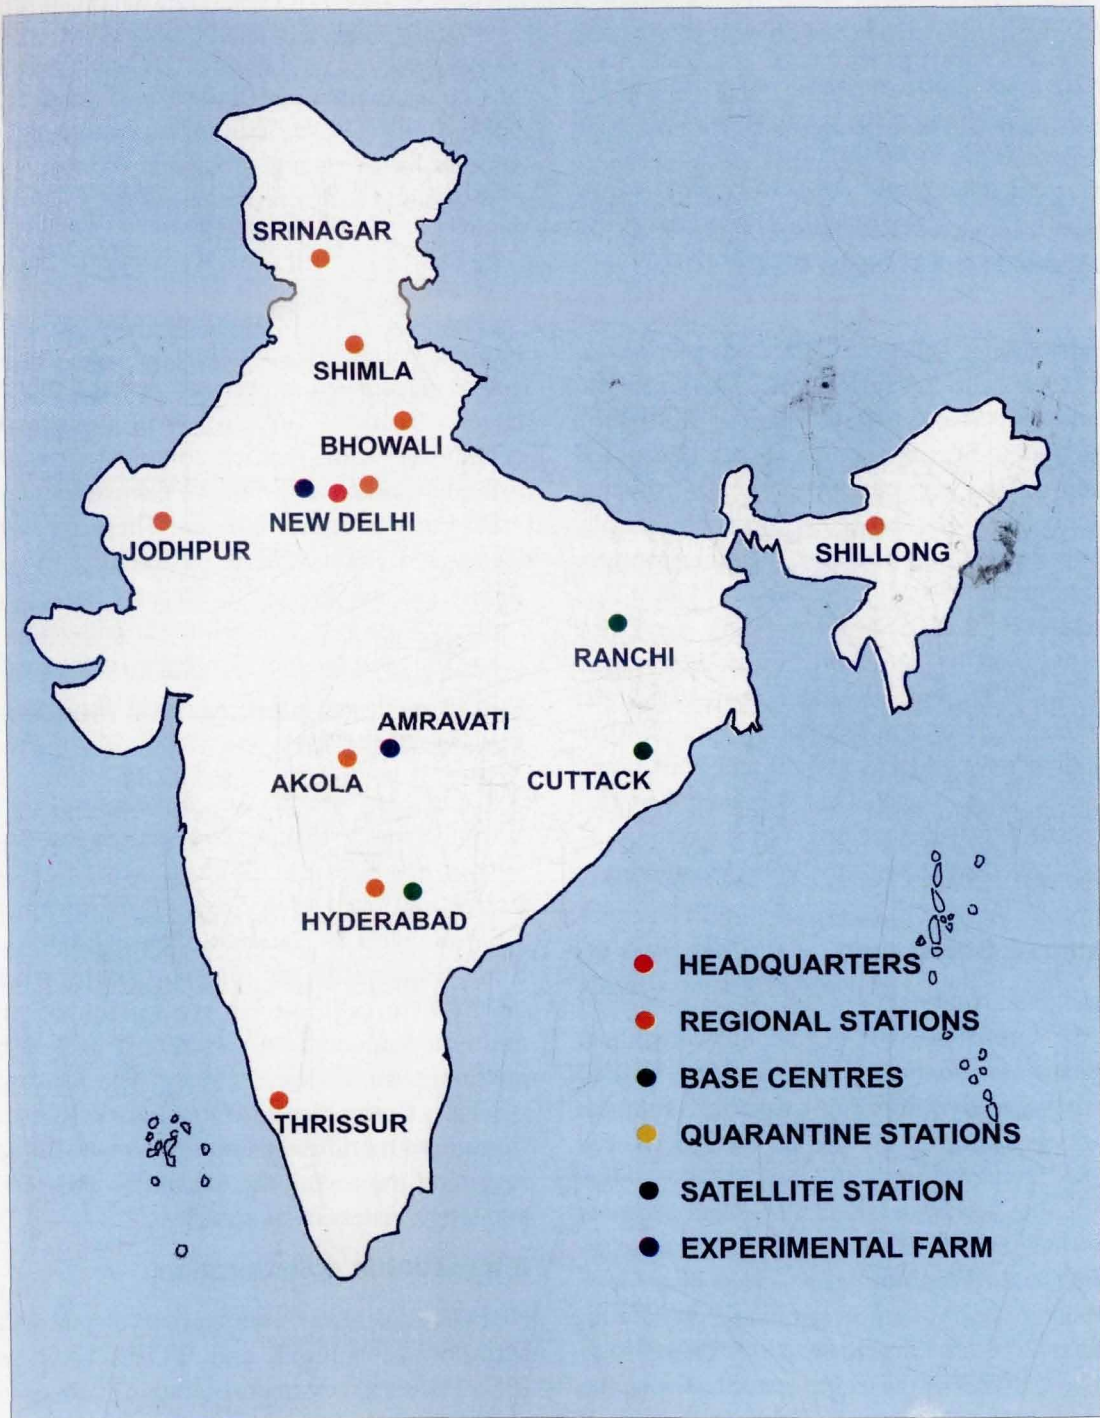 SRINAGAR
SHIMLA
BHOWALI
NEW DELHI
JODHPUR
SHILLONG
RANCHI
AMRAVATI
AKOLA
CUTTACK
HYDERABAD
HEADQUARTERS
REGIONAL STATIONS
BASE CENTRES
THRISSUR
QUARANTINE STATIONS
SATELLITE STATION
EXPERIMENTAL FARM